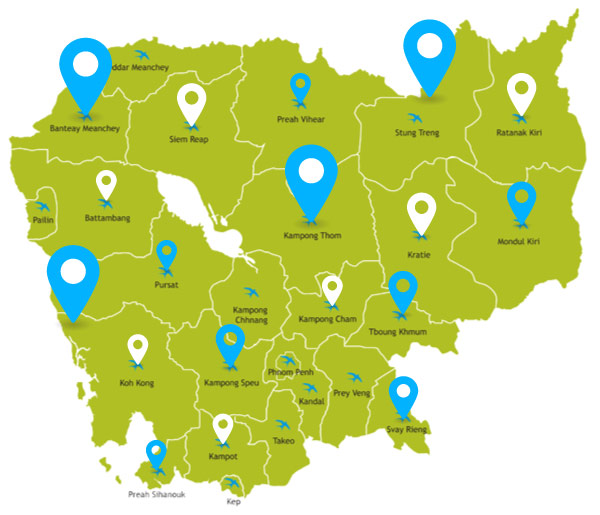 ddar Meanchey
Banteay Meanchey
Siem Reap
Preah Vihear
Stung Treng
Ratanak Kiri
Pailin
Battambang
Kampong Thom
Kratie
Mondul Kiri
Pursat
Kampong
Chhnang
Kampong Cham
Tboung Khmum
Koh Kong
Kampong Speu
Phnom Penh
Kandal
Prey Veng
Svay Rieng
Takeo
Kampot
Preah Sihanouk
Kep